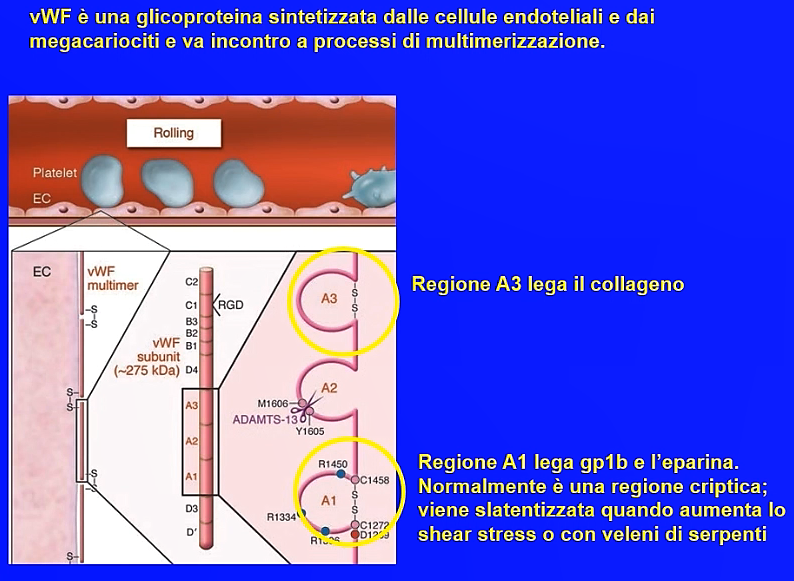 vWF è una glicoproteina sintetizzata dalle cellule endoteliali e dai
megacariociti e va incontro a processi di multimerizzazione.
Rolling
Platelet
EC
EC
vWF
multimer
S
S
S
S
S
S
S
S
vWF
subunit
(~275 kDa)
C2
C1
RGD
B3
B2
B1
D4
A3
A2
A1
D3
D'
A3
S
S
A2
M1606
ADAMTS-13
Y1605
R1450
C1458
A1
S
S
R1334
C1272
Regione A3 lega il collageno
Regione A1 lega gp1b e l'eparina.
Normalmente è una regione criptica;
viene slatentizzata quando aumenta lo
shear stress o con veleni di serpenti